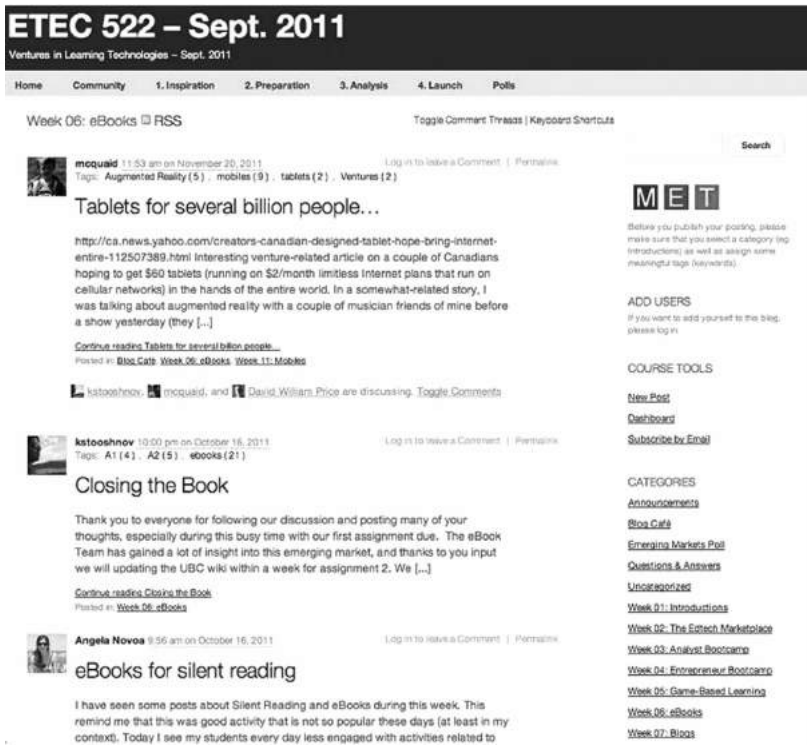 ETEC 522 – Sept. 2011
Ventures in Learning Technologies – Sept. 2011
Home Community 1. Inspiration 2. Preparation 3. Analysis 4. Launch Polls
Week 06: eBooks RSS
Toggle Comment Threads | Keyboard Shortcuts
mcquaid 11:53 am on November 20, 2011
Log in to leave a Comment | Permalink
Tags: Augmented Reality ( 5 ) , mobiles ( 9 ) , tablets ( 2 ) , Ventures ( 2 )
Tablets for several billion people…
http://ca.news.yahoo.com/creators-canadian-designed-tablet-hope-bring-internet-
entire-112507389.html Interesting venture-related article on a couple of Canadians
hoping to get $60 tablets (running on $2/month limitless Internet plans that run on
cellular networks) in the hands of the entire world. In a somewhat-related story, I
was talking about augmented reality with a couple of musician friends of mine before
a show yesterday (they [...]
Continue reading Tablets for several billion people…
Posted in: Blog Café, Week 06: eBooks, Week 11: Mobiles
kstooshnov, mcquaid, and David William Price are discussing. Toggle Comments
kstooshnov 10:00 pm on October 16, 2011
Log in to leave a Comment | Permalink
Tags: A1 ( 4 ) , A2 ( 5 ) , ebooks ( 21 )
Closing the Book
Thank you to everyone for following our discussion and posting many of your
thoughts, especially during this busy time with our first assignment due. The eBook
Team has gained a lot of insight into this emerging market, and thanks to you input
we will updating the UBC wiki within a week for assignment 2. We [...]
Continue reading Closing the Book
Posted in: Week 06: eBooks
Angela Novoa 9:56 am on October 16, 2011
Log in to leave a Comment | Permalink
eBooks for silent reading
I have seen some posts about Silent Reading and eBooks during this week. This
remind me that this was good activity that is not so popular these days (at least in my
context). Today I see my students every day less engaged with activities related to
Search
MET
Before you publish your posting, please
make sure that you select a category (eg
Introductions) as well as assign some
meaningful tags (keywords).
ADD USERS
If you want to add yourself to this blog,
please log in.
COURSE TOOLS
New Post
Dashboard
Subscribe by Email
CATEGORIES
Announcements
Blog Café
Emerging Markets Poll
Questions & Answers
Uncategorized
Week 01: Introductions
Week 02: The Edtech Marketplace
Week 03: Analyst Bootcamp
Week 04: Entrepreneur Bootcamp
Week 05: Game-Based Learning
Week 06: eBooks
Week 07: Blogs